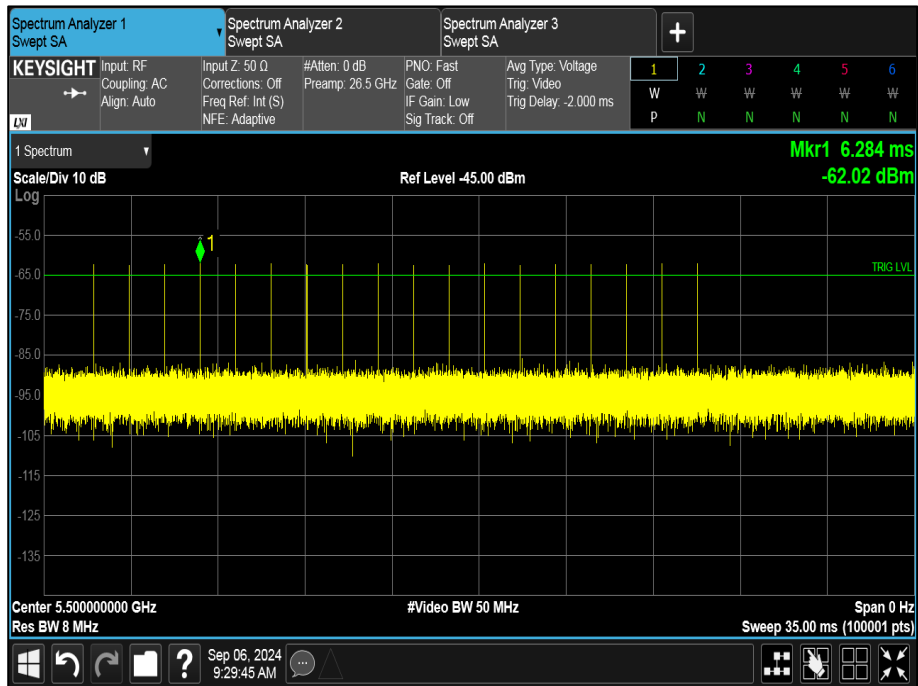 Spectrum Analyzer 1
Swept SA
Spectrum Analyzer 2
Swept SA
Spectrum Analyzer 3
Swept SA
KEYSIGHT
LXI
Input: RF
Coupling: AC
Align: Auto
Input Z: 50 Ω
Corrections: Off
Freq Ref: Int (S)
NFE: Adaptive
#Atten: 0 dB
Preamp: 26.5 GHz
PNO: Fast
Gate: Off
IF Gain: Low
Sig Track: Off
Avg Type: Voltage
Trig: Video
Trig Delay: -2.000 ms
1 2 3 4 5 6
W W W W W W
P N N N N N
1 Spectrum
Mkr1 6.284 ms
Scale/Div 10 dB
Ref Level -45.00 dBm
-62.02 dBm
Log
1
-55.0
TRIG LVL
-65.0
-75.0
-85.0
-95.0
-105
-115
-125
-135
Center 5.500000000 GHz
#Video BW 50 MHz
Span 0 Hz
Res BW 8 MHz
Sweep 35.00 ms (100001 pts)
?
Sep 06, 2024
9:29:45 AM